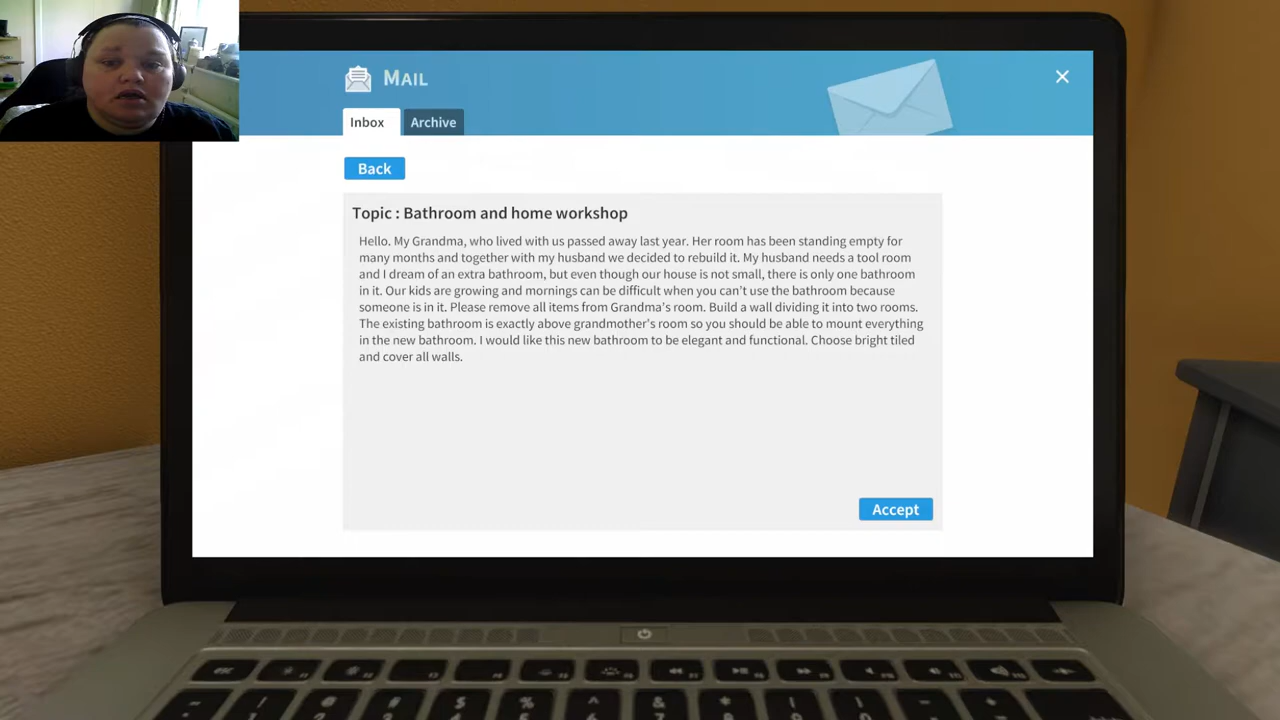 MAIL
Inbox Archive
Back
Topic : Bathroom and home workshop
Hello. My Grandma, who lived with us passed away last year. Her room has been standing empty for
many months and together with my husband we decided to rebuild it. My husband needs a tool room
and I dream of an extra bathroom, but even though our house is not small, there is only one bathroom
in it. Our kids are growing and mornings can be difficult when you can't use the bathroom because
someone is in it. Please remove all items from Grandma's room. Build a wall dividing it into two rooms.
The existing bathroom is exactly above grandmother's room so you should be able to mount everything
in the new bathroom. I would like this new bathroom to be elegant and functional. Choose bright tiled
and cover all walls.
Accept
esc